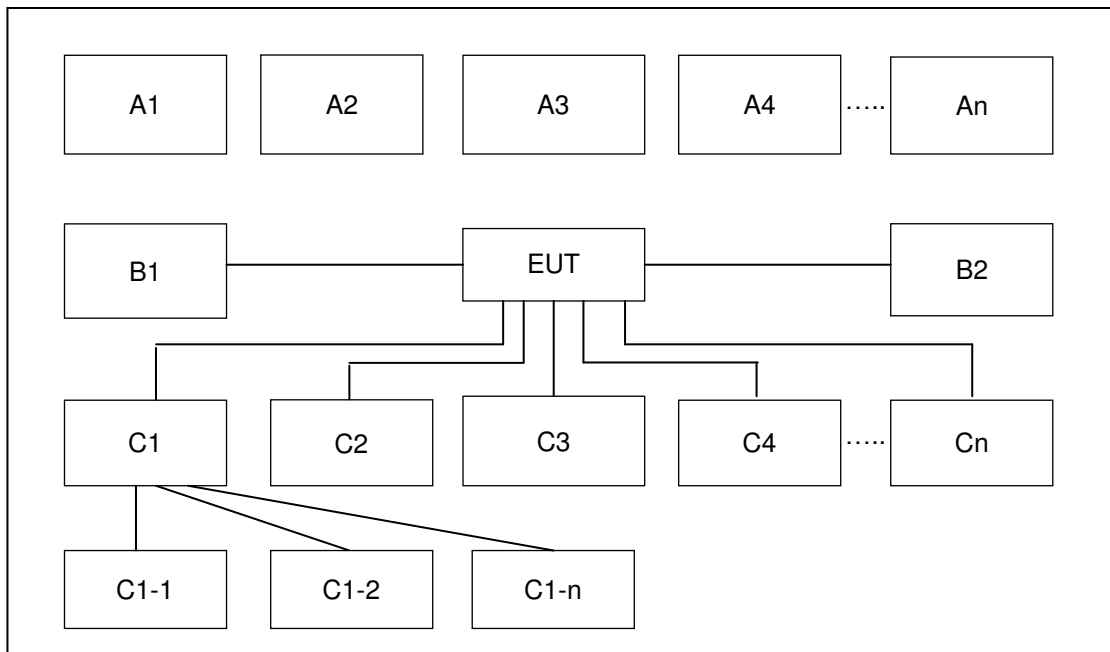 A1 A2 A3 A4 ..... An
B1 EUT B2
C1 C2 C3 C4 ..... Cn
C1-1 C1-2 C1-n